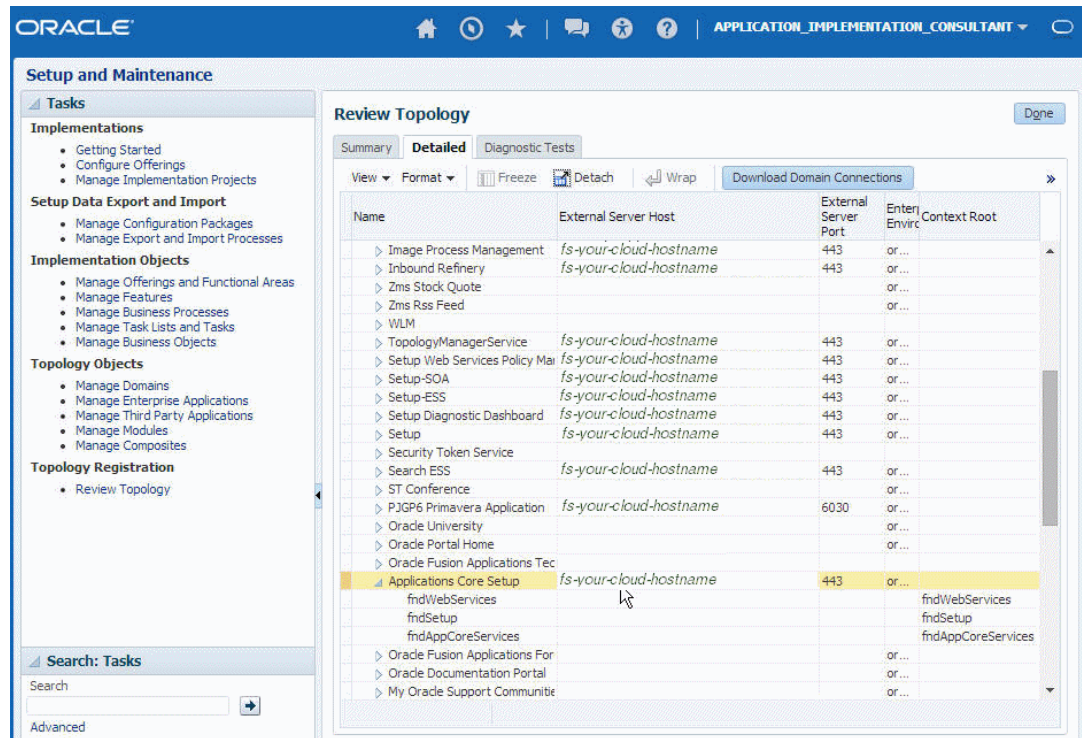 ORACLE
APPLICATION_IMPLEMENTATION_CONSULTANT
Setup and Maintenance
Tasks
Implementations
Getting Started
Configure Offerings
Manage Implementation Projects
Setup Data Export and Import
Manage Configuration Packages
Manage Export and Import Processes
Implementation Objects
Manage Offerings and Functional Areas
Manage Features
Manage Business Processes
Manage Task Lists and Tasks
Manage Business Objects
Topology Objects
Manage Domains
Manage Enterprise Applications
Manage Third Party Applications
Manage Modules
Manage Composites
Topology Registration
Review Topology
Search: Tasks
Search
Advanced
Review Topology
Done
Summary Detailed Diagnostic Tests
View Format Freeze Detach Wrap Download Domain Connections »
Name External Server Host External Server Port Enter Enviro Context Root
Image Process Management fs-your-cloud-hostname 443 or...
Inbound Refinery fs-your-cloud-hostname 443 or...
Zms Stock Quote or...
Zms Rss Feed or...
WLM
TopologyManagerService fs-your-cloud-hostname 443 or...
Setup Web Services Policy Mar fs-your-cloud-hostname 443 or...
Setup-SOA fs-your-cloud-hostname 443 or...
Setup-ESS fs-your-cloud-hostname 443 or...
Setup Diagnostic Dashboard fs-your-cloud-hostname 443 or...
Setup fs-your-cloud-hostname 443 or...
Security Token Service
Search ESS fs-your-cloud-hostname 443 or...
ST Conference or...
PJGP6 Primavera Application fs-your-cloud-hostname 6030 or...
Oracle University or...
Oracle Portal Home or...
Oracle Fusion Applications Tec
Applications Core Setup fs-your-cloud-hostname 443 or...
fndWebServices fndWebServices
fndSetup fndSetup
fndAppCoreServices fndAppCoreServices
Oracle Fusion Applications For or...
Oracle Documentation Portal or...
My Oracle Support Communitie or...